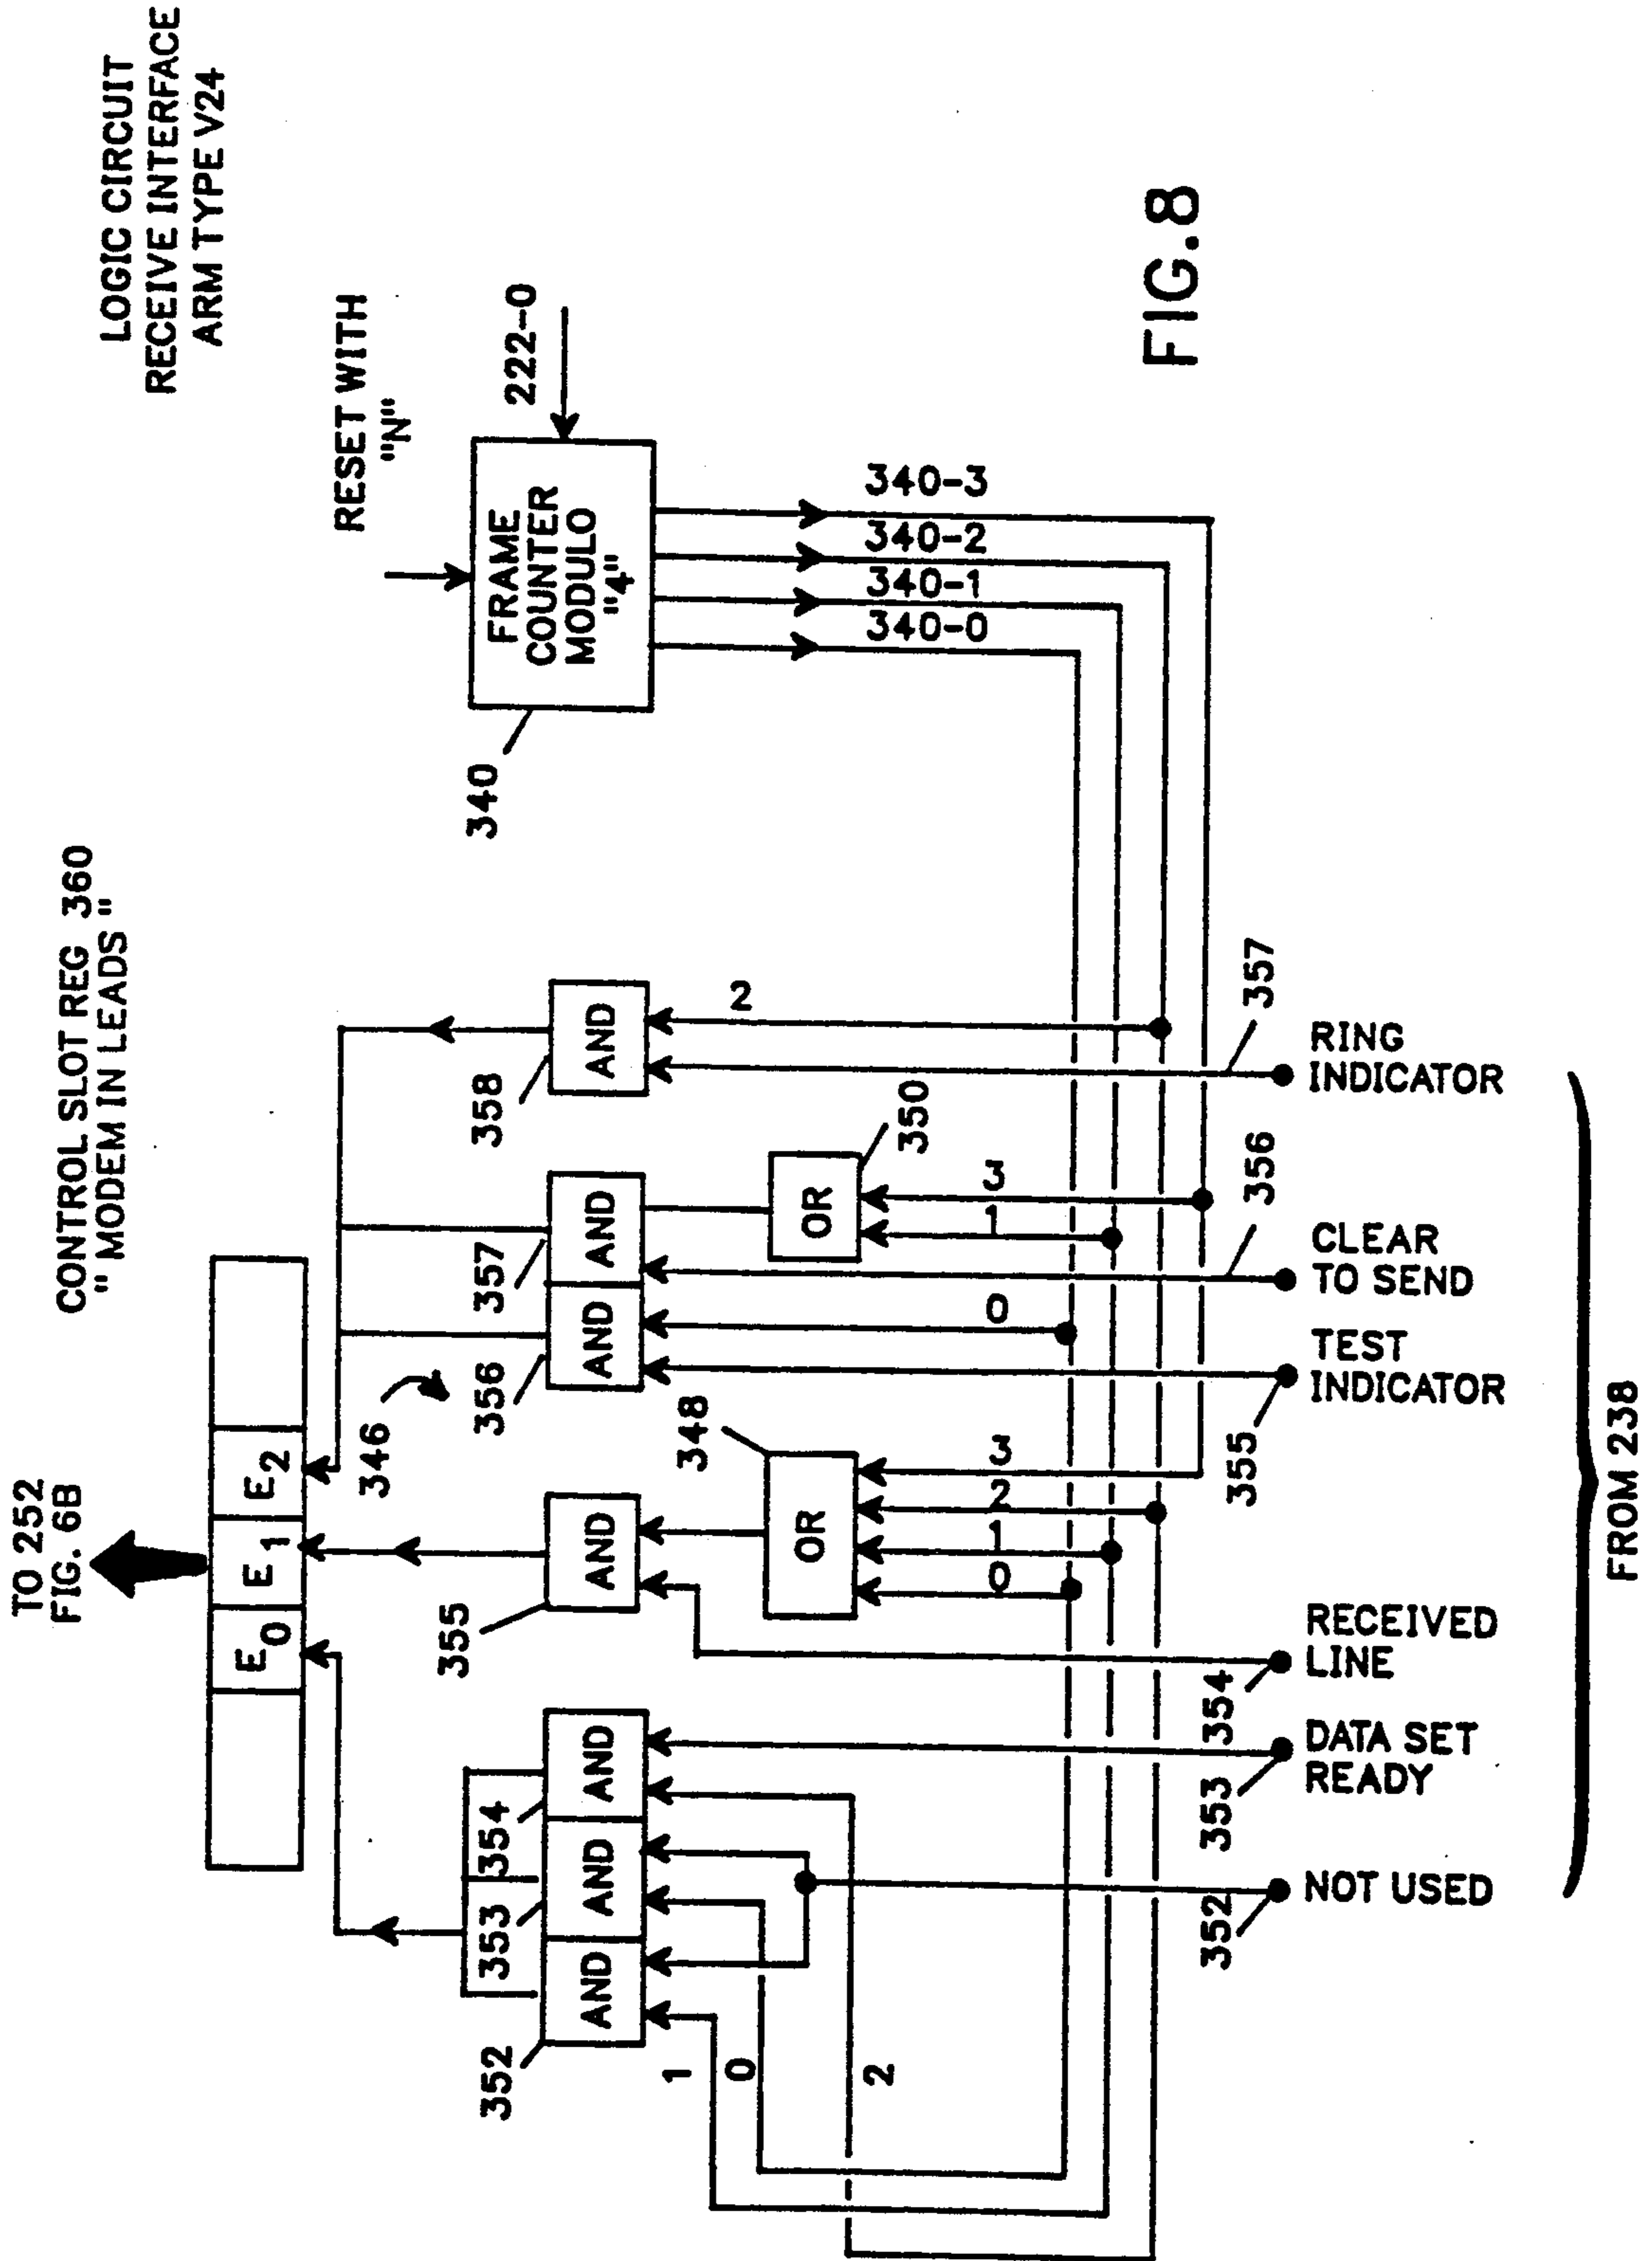 LOGIC CIRCUIT
RECEIVE INTERFACE
ARM TYPE V24
TO 252
FIG. 6B
CONTROL SLOT REG 360
" MODEM IN LEADS "
RESET WITH
"N"
E0
E1
E2
222-0
346
FRAME
COUNTER
MODULO
"4"
340
352
353
354
355
356
357
358
AND
AND
AND
AND
AND
AND
AND
340-3
340-2
340-1
340-0
348
OR
350
OR
1
0
2
0
1
2
3
0
1
3
2
352
NOT USED
353
DATA SET
READY
354
RECEIVED
LINE
355
TEST
INDICATOR
356
CLEAR
TO SEND
357
RING
INDICATOR
FROM 238
FIG.8